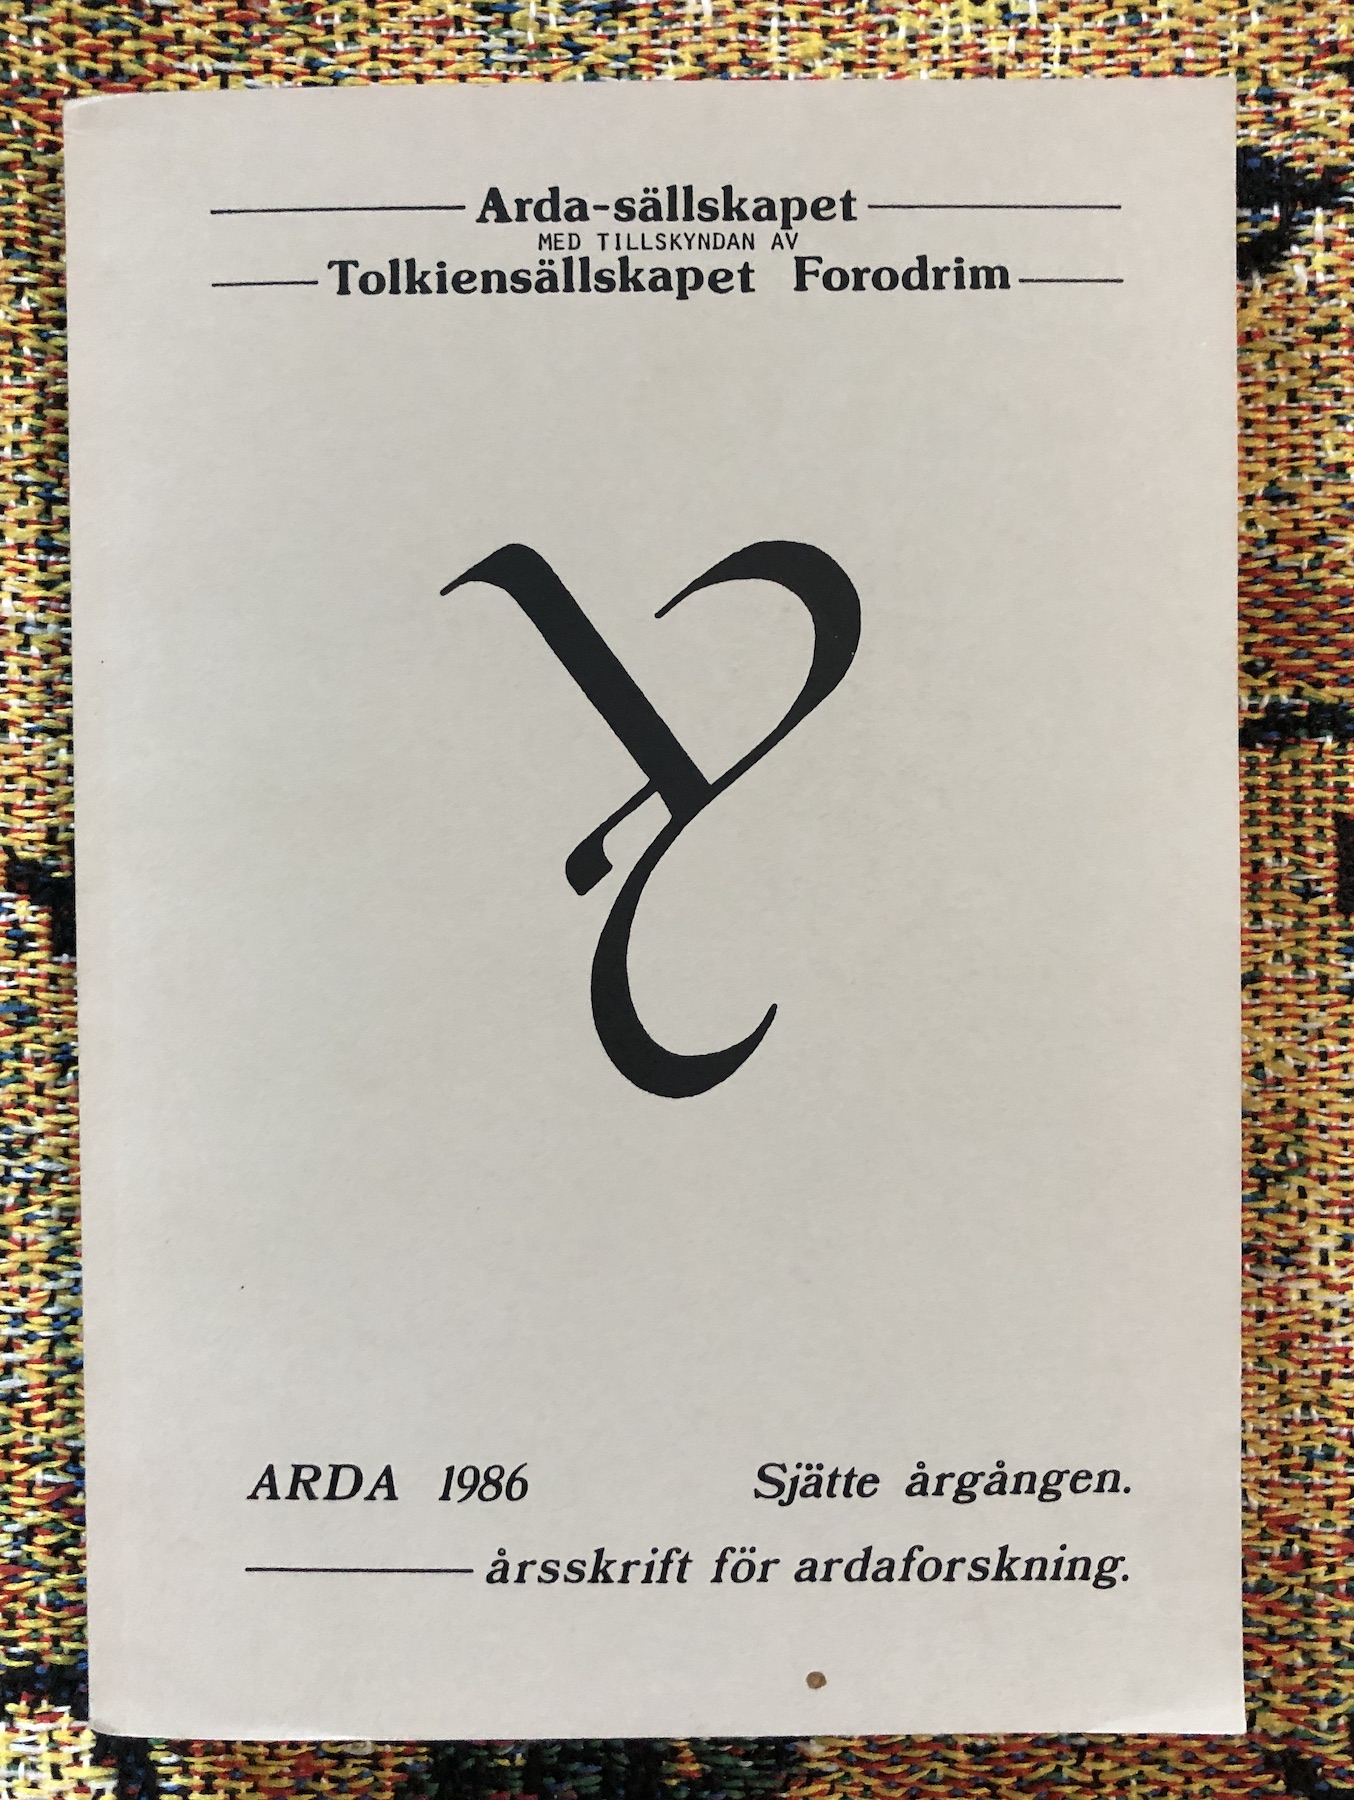 Arda-sällskapet
MED TILLSKYNDAN AV
Tolkiensällskapet Forodrim
ARDA 1986 Sjätte årgången.
årsskrift för ardaforskning.